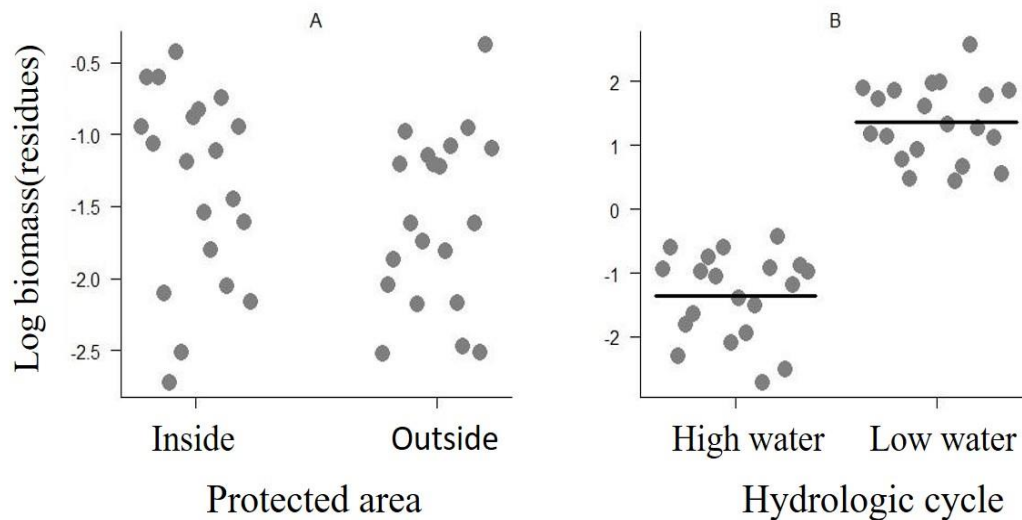 A
Log biomass(residues)
-0.5
-1.0
-1.5
-2.0
-2.5
Inside
Outside
Protected area
B
2
1
0
-1
-2
High water
Low water
Hydrologic cycle